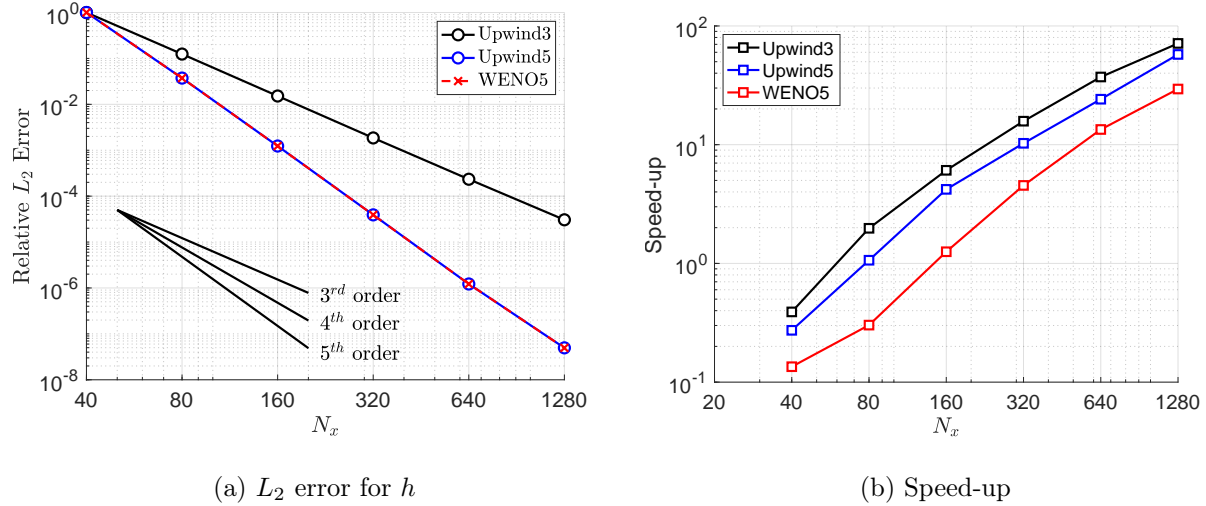 10^0
10^{-2}
10^{-4}
10^{-6}
10^{-8}
Relative L_2 Error
40 80 160 320 640 1280
N_x
Upwind3
Upwind5
WENO5
3^{rd} order
4^{th} order
5^{th} order
(a) L_2 error for h
10^2
10^1
10^0
10^{-1}
Speed-up
20 40 80 160 320 640 1280
N_x
Upwind3
Upwind5
WENO5
(b) Speed-up